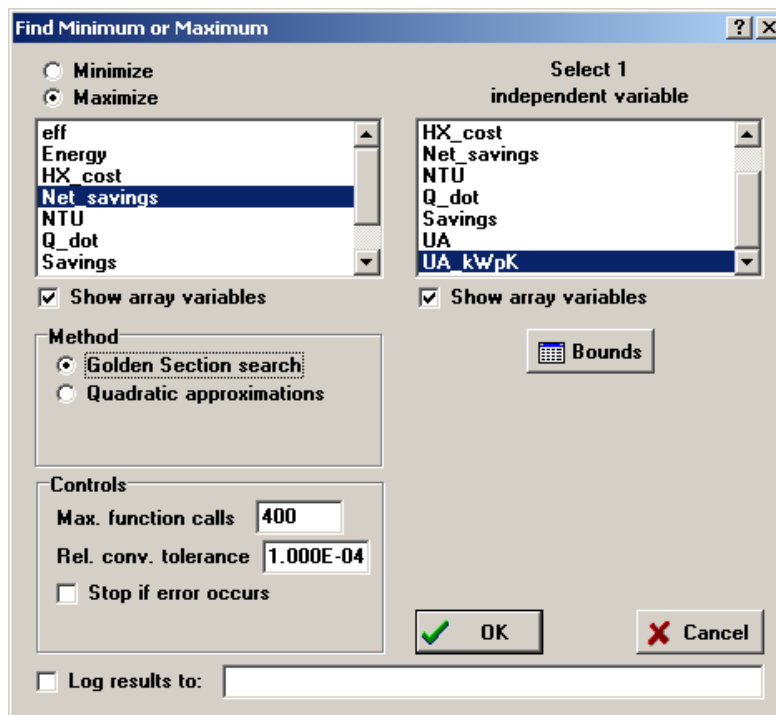 Find Minimum or Maximum
Minimize
Maximize
eff
Energy
HX_cost
Net_savings
NTU
Q_dot
Savings
Show array variables
Method
Golden Section search
Quadratic approximations
Controls
Max. function calls 400
Rel. conv. tolerance 1.000E-04
Stop if error occurs
Log results to:
Select 1
independent variable
HX_cost
Net_savings
NTU
Q_dot
Savings
UA
UA_kWpK
Show array variables
Bounds
OK
Cancel